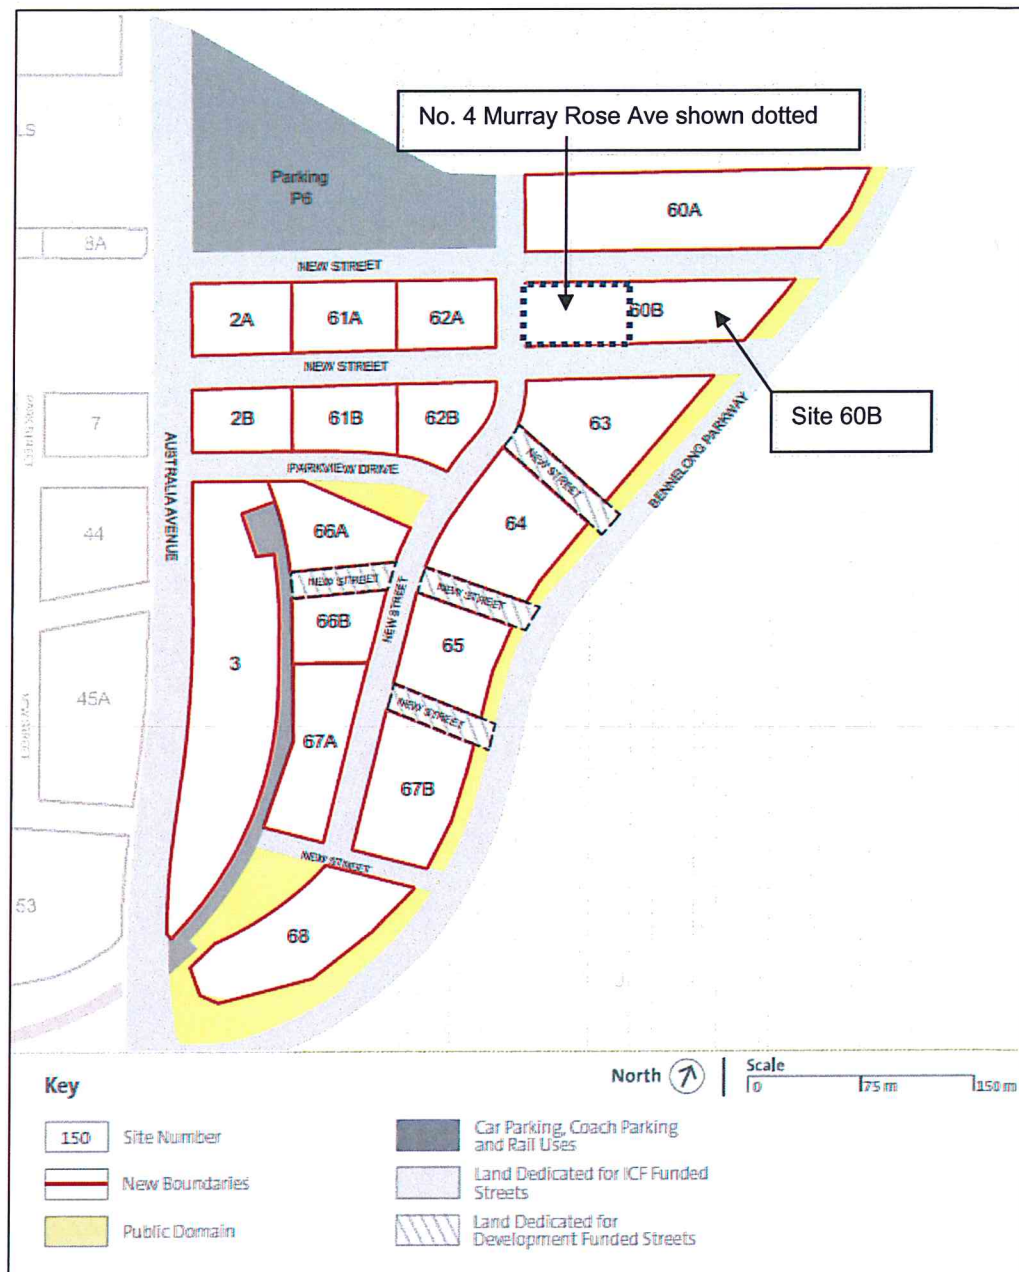 LS
No. 4 Murray Rose Ave shown dotted
Parking
P6
60A
8A
NEW STREET
2A
61A
62A
60B
NEW STREET
Site 60B
7
2B
61B
62B
63
PARKVIEW DRIVE
AUSTRALIA AVENUE
BENNELONG PARKWAY
NEW STREET
44
66A
64
NEW STREET
NEW STREET
NEW STREET
66B
65
3
45A
NEW STREET
67A
67B
NEW STREET
53
68
Key
North
Scale
0
75 m
150 m
150
Site Number
Car Parking, Coach Parking
and Rail Uses
New Boundaries
Land Dedicated for ICF Funded
Streets
Public Domain
Land Dedicated for
Development Funded Streets